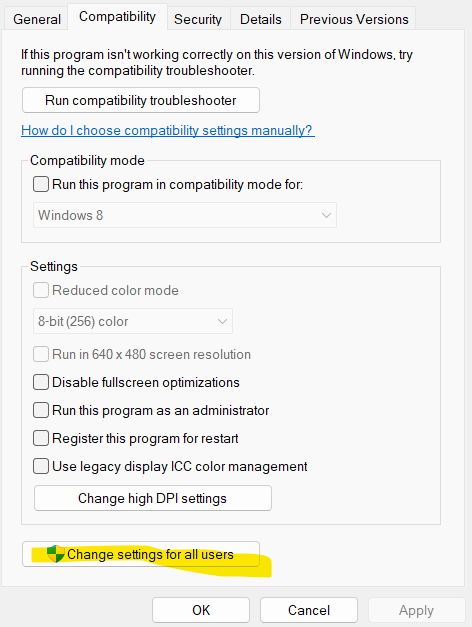 General Compatibility Security Details Previous Versions
If this program isn't working correctly on this version of Windows, try
running the compatibility troubleshooter.
Run compatibility troubleshooter
How do I choose compatibility settings manually?
Compatibility mode
Run this program in compatibility mode for:
Windows 8
Settings
Reduced color mode
8-bit (256) color
Run in 640 x 480 screen resolution
Disable fullscreen optimizations
Run this program as an administrator
Register this program for restart
Use legacy display ICC color management
Change high DPI settings
Change settings for all users
OK Cancel Apply